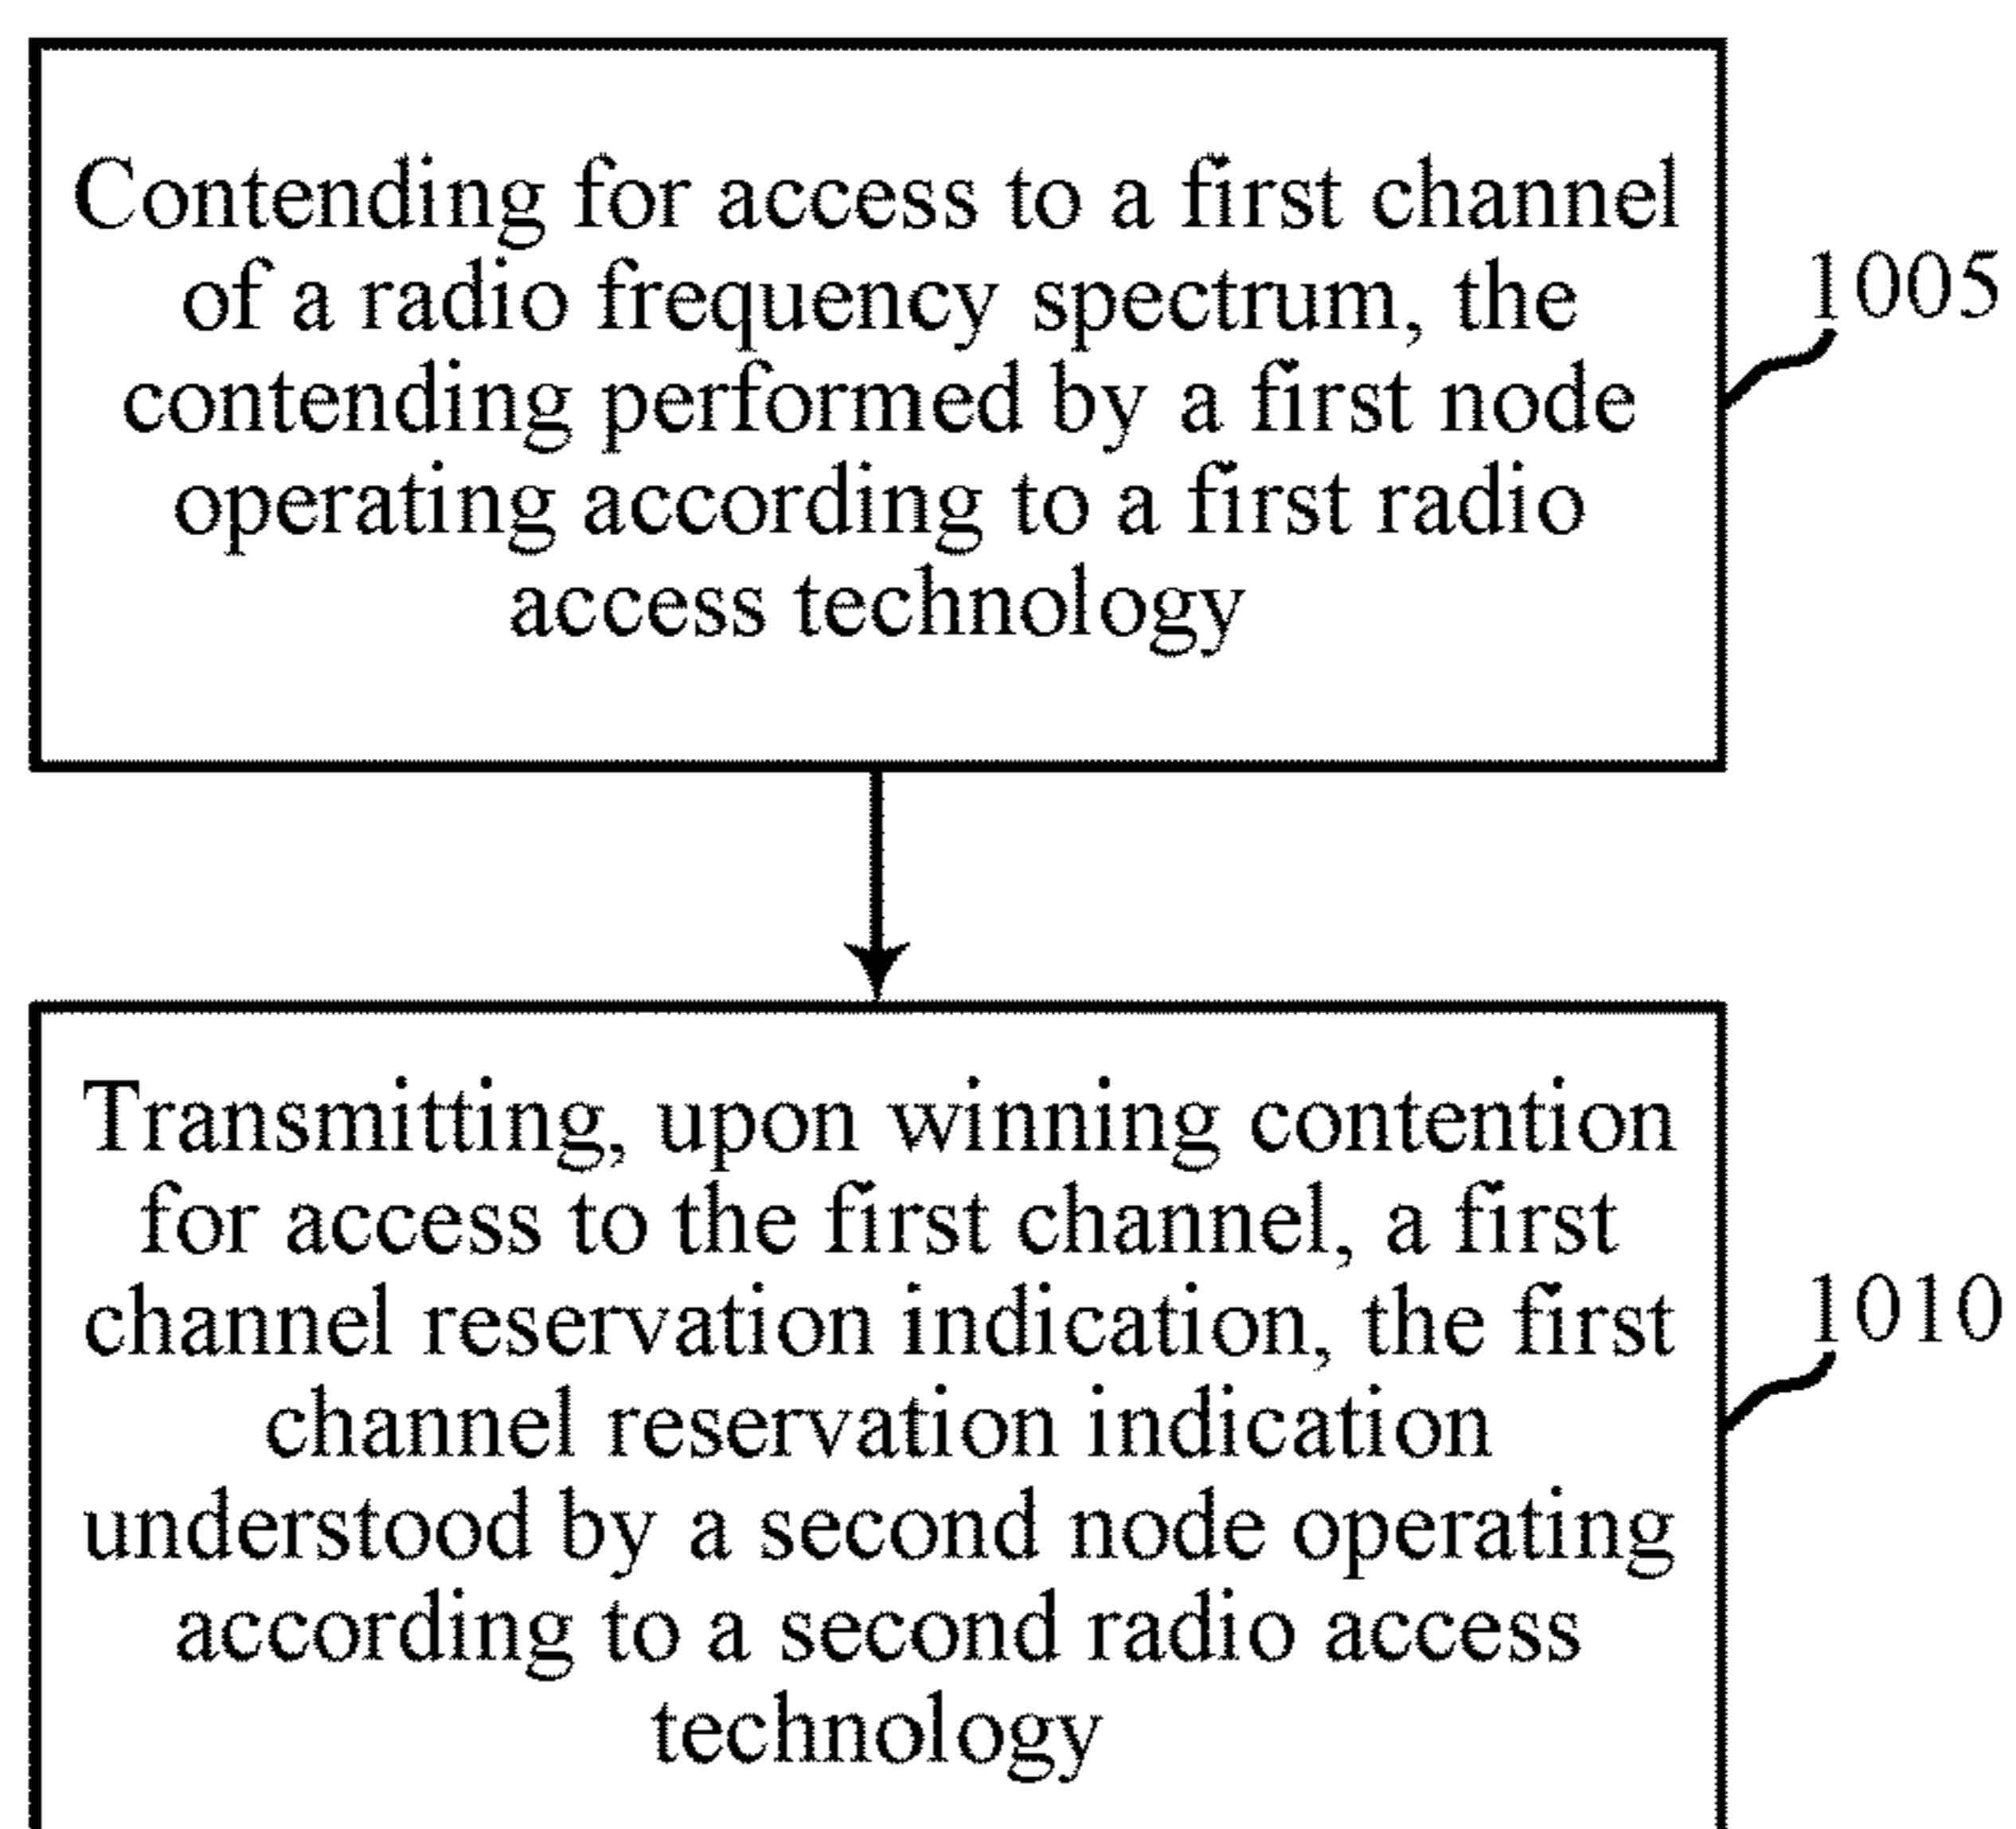 Contending for access to a first channel
of a radio frequency spectrum, the
contending performed by a first node
operating according to a first radio
access technology
1005
Transmitting, upon winning contention
for access to the first channel, a first
channel reservation indication, the first
channel reservation indication
understood by a second node operating
according to a second radio access
technology
1010